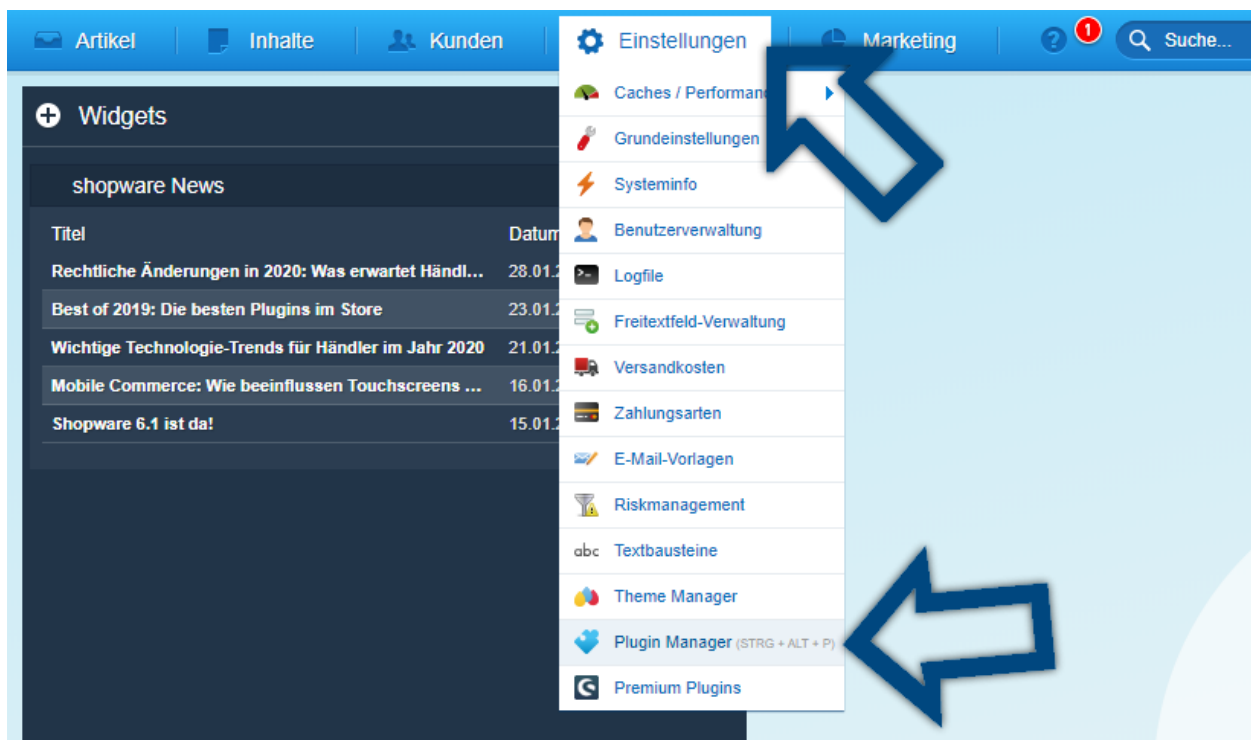 Artikel Inhalte Kunden Einstellungen Marketing ? 1 Suche...
Widgets
shopware News
Titel Datum
Rechtliche Änderungen in 2020: Was erwartet Händl... 28.01.2
Best of 2019: Die besten Plugins im Store 23.01.2
Wichtige Technologie-Trends für Händler im Jahr 2020 21.01.2
Mobile Commerce: Wie beeinflussen Touchscreens ... 16.01.2
Shopware 6.1 ist da! 15.01.2
Caches / Performanc
Grundeinstellungen
Systeminfo
Benutzerverwaltung
Logfile
Freitextfeld-Verwaltung
Versandkosten
Zahlungsarten
E-Mail-Vorlagen
Riskmanagement
abc Textbausteine
Theme Manager
Plugin Manager (STRG + ALT + P)
Premium Plugins